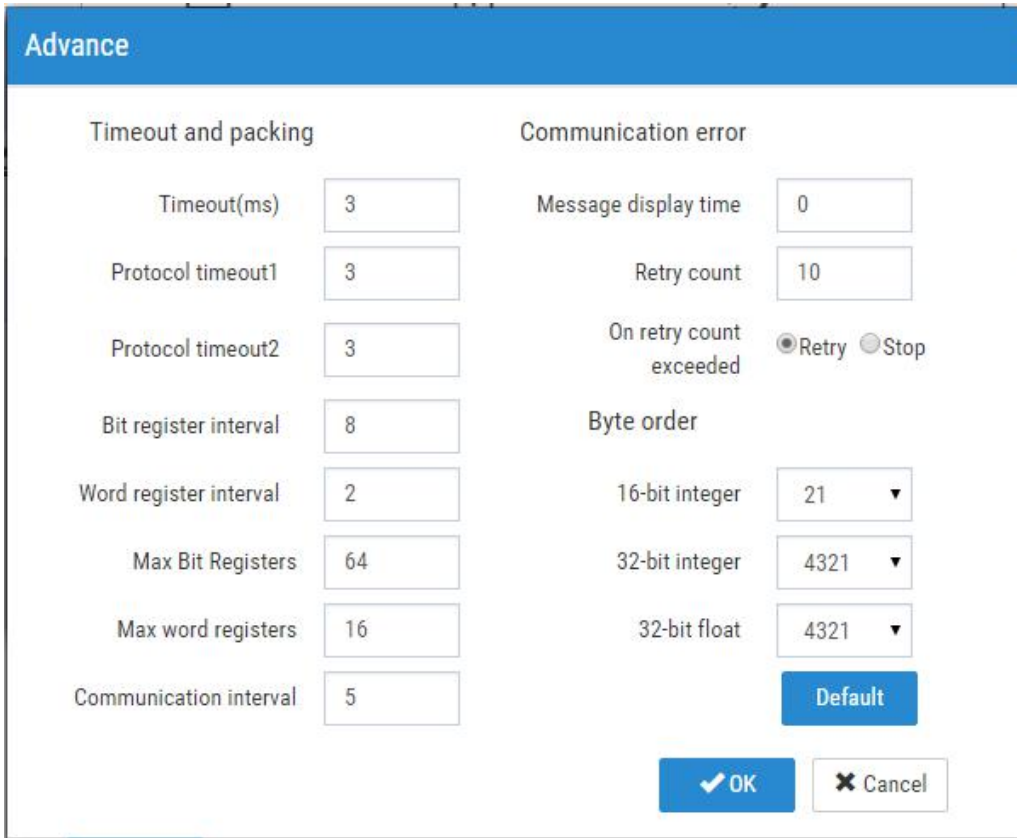 Advance
Timeout and packing
Timeout(ms) 3
Protocol timeout1 3
Protocol timeout2 3
Bit register interval 8
Word register interval 2
Max Bit Registers 64
Max word registers 16
Communication interval 5
Communication error
Message display time 0
Retry count 10
On retry count
exceeded Retry Stop
Byte order
16-bit integer 21
32-bit integer 4321
32-bit float 4321
Default
OK Cancel